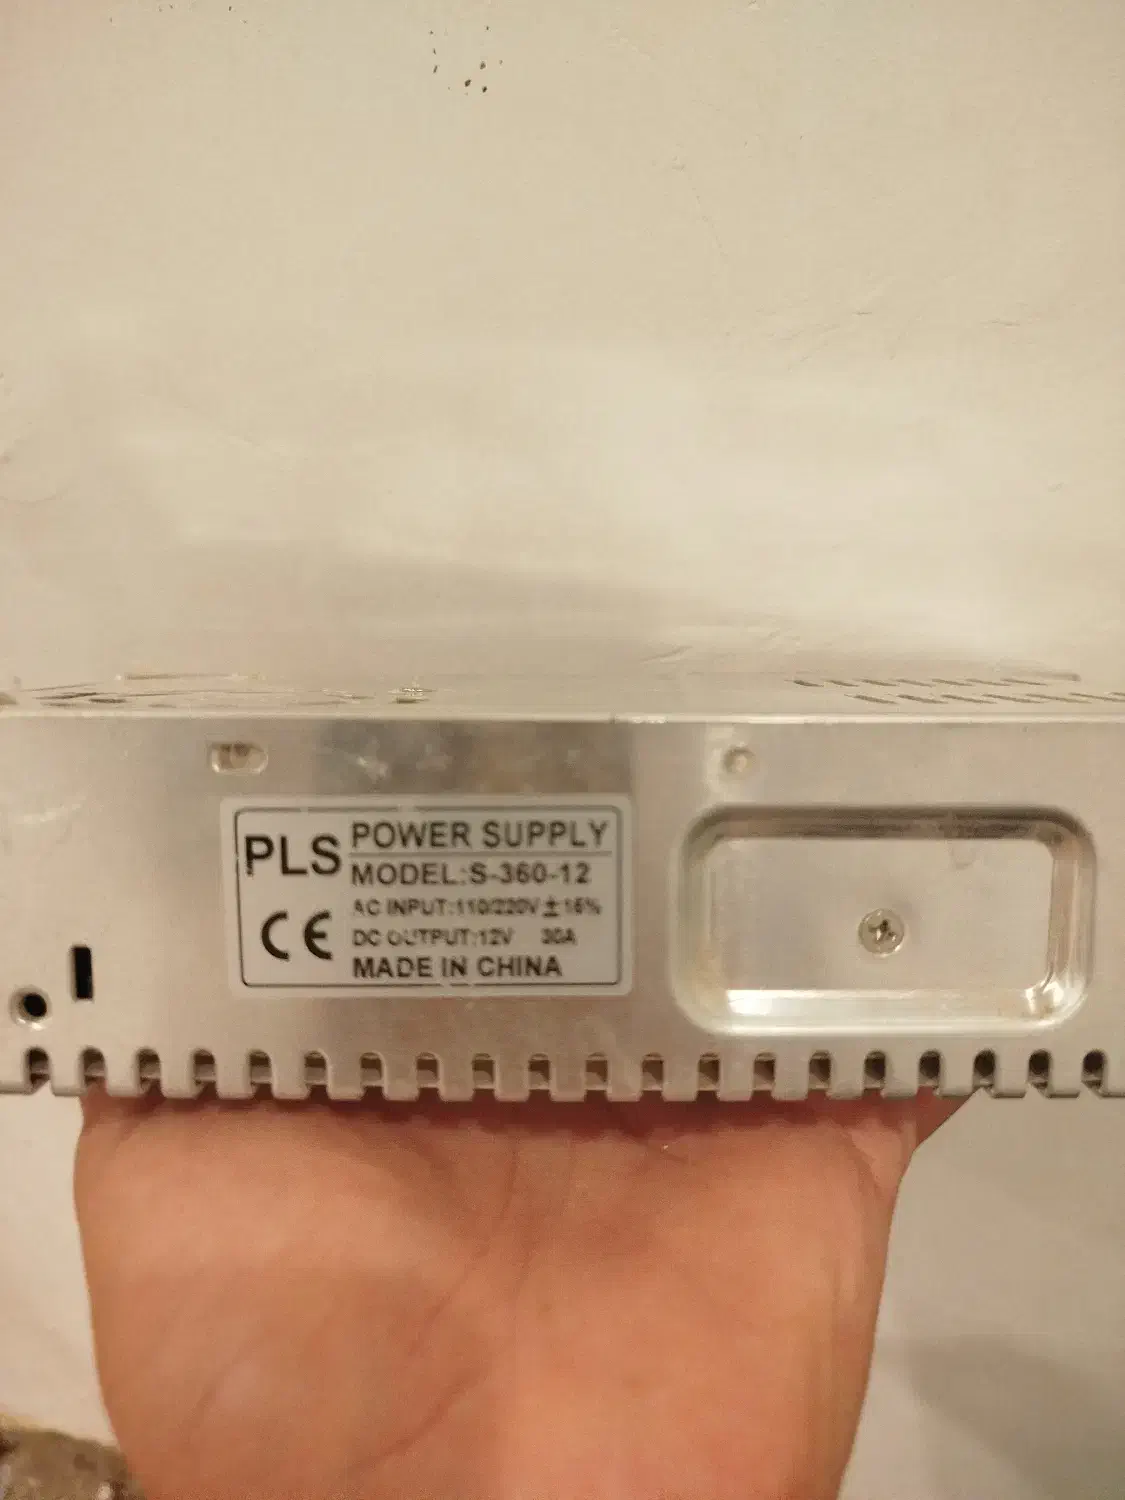 PLS
POWER SUPPLY
MODEL:S-360-12
AC INPUT:110/220V±15%
CE
DC OUTPUT:12V 30A
MADE IN CHINA